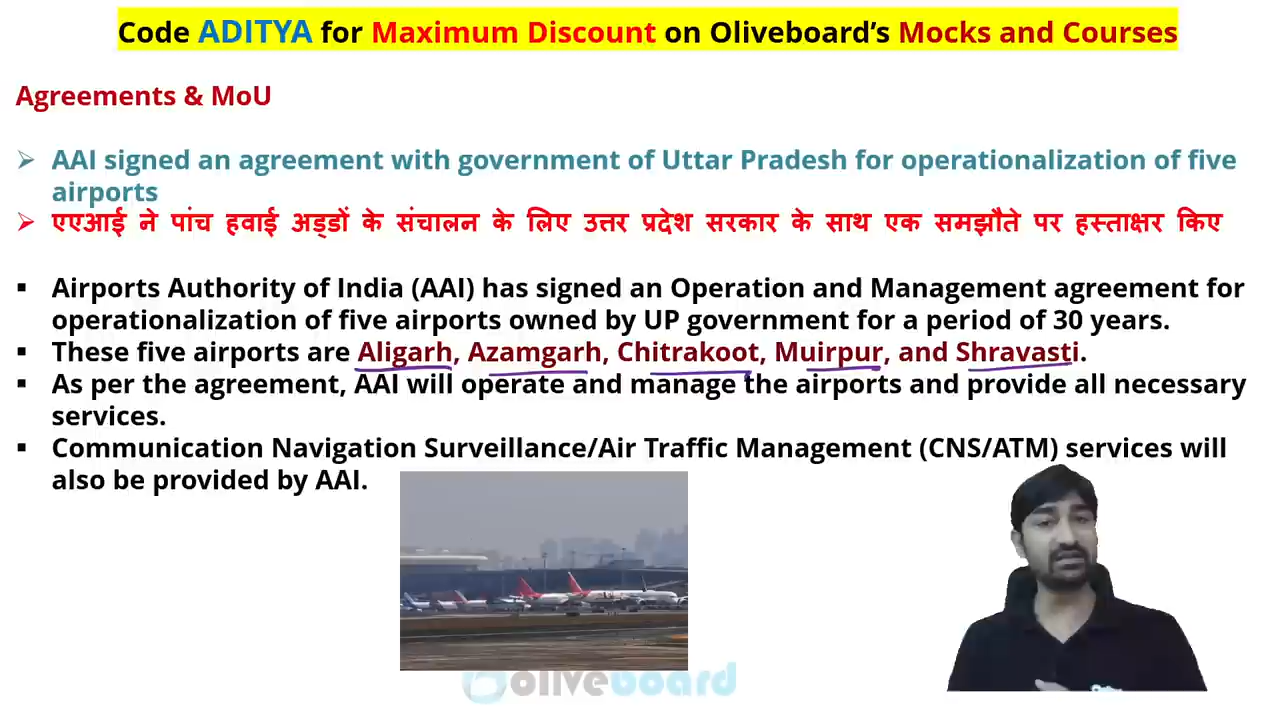 Code ADITYA for Maximum Discount on Oliveboard’s Mocks and Courses
Agreements & MoU
➢ AAI signed an agreement with government of Uttar Pradesh for operationalization of five
airports
➢ एएआई ने पांच हवाई अड्डों के संचालन के लिए उत्तर प्रदेश सरकार के साथ एक समझौते पर हस्ताक्षर किए
▪ Airports Authority of India (AAI) has signed an Operation and Management agreement for
operationalization of five airports owned by UP government for a period of 30 years.
▪ These five airports are Aligarh, Azamgarh, Chitrakoot, Muirpur, and Shravasti.
▪ As per the agreement, AAI will operate and manage the airports and provide all necessary
services.
▪ Communication Navigation Surveillance/Air Traffic Management (CNS/ATM) services will
also be provided by AAI.
oliveboard